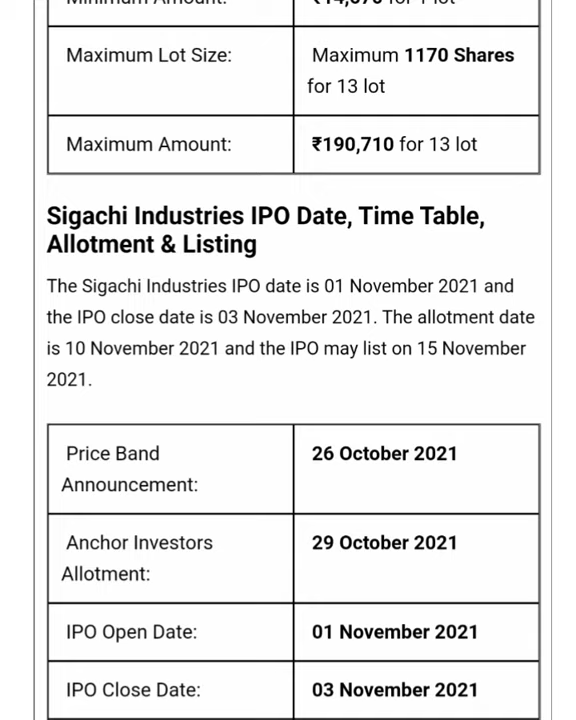 Maximum Lot Size:
Maximum 1170 Shares
for 13 lot
Maximum Amount:
₹190,710 for 13 lot
Sigachi Industries IPO Date, Time Table,
Allotment & Listing
The Sigachi Industries IPO date is 01 November 2021 and
the IPO close date is 03 November 2021. The allotment date
is 10 November 2021 and the IPO may list on 15 November
2021.
Price Band
Announcement:
26 October 2021
Anchor Investors
Allotment:
29 October 2021
IPO Open Date:
01 November 2021
IPO Close Date:
03 November 2021